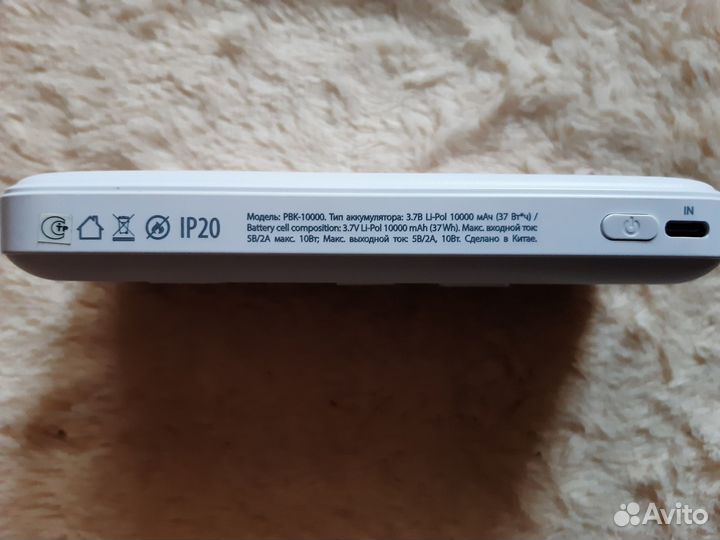 ТР
IP20
Модель: PBK-10000. Тип аккумулятора: 3.7В Li-Pol 10000 мАч (37 Вт*ч) /
Battery cell composition: 3.7V Li-Pol 10000 mAh (37Wh). Макс. входной ток:
5В/2А макс. 10Вт; Макс. выходной ток: 5В/2А, 10Вт. Сделано в Китае.
IN
Avito